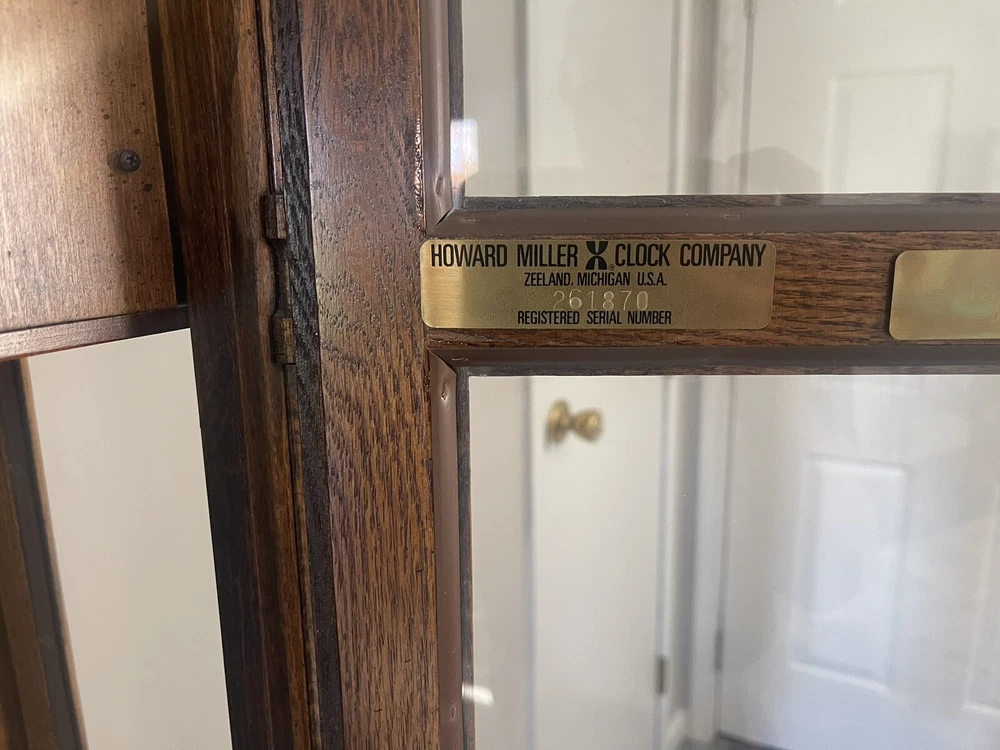 HOWARD MILLER CLOCK COMPANY
ZEELAND, MICHIGAN U.S.A.
261870
REGISTERED SERIAL NUMBER